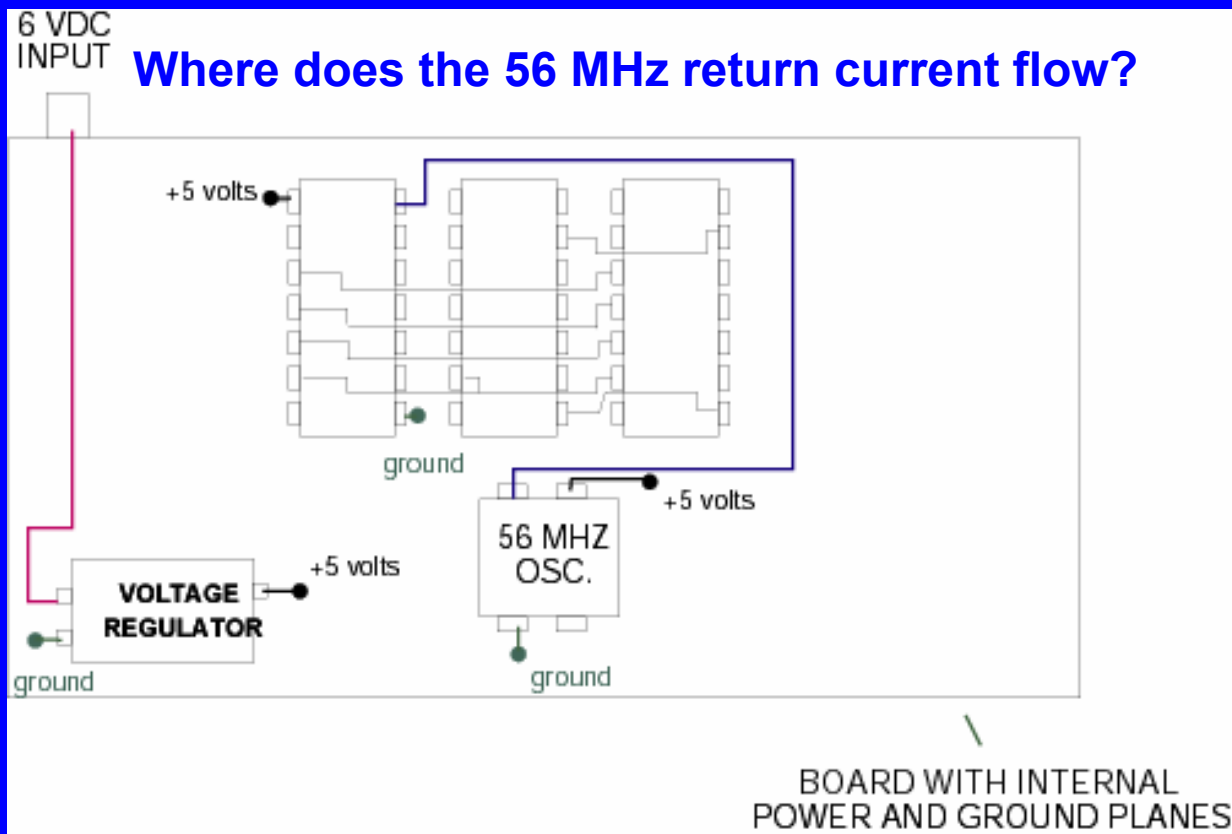 6 VDC
INPUT
Where does the 56 MHz return current flow?
+5 volts
ground
+5 volts
56 MHZ
OSC.
+5 volts
VOLTAGE
REGULATOR
ground
ground
BOARD WITH INTERNAL
POWER AND GROUND PLANES